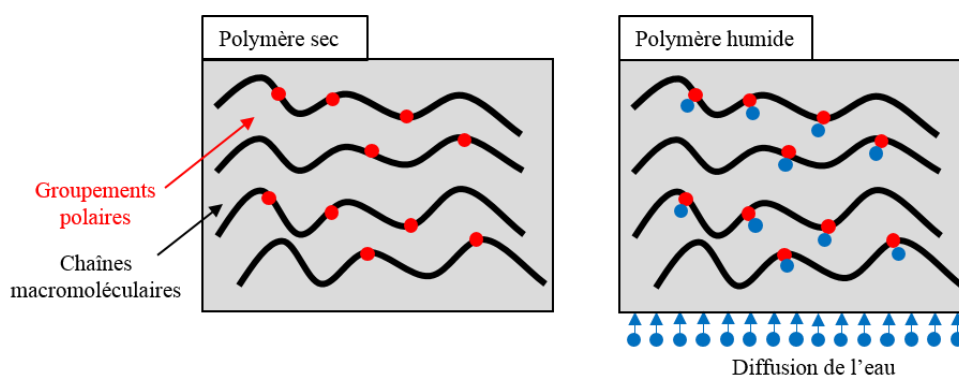 Polymère sec
Polymère humide
Groupements
polaires
Chaînes
macromoléculaires
Diffusion de l'eau